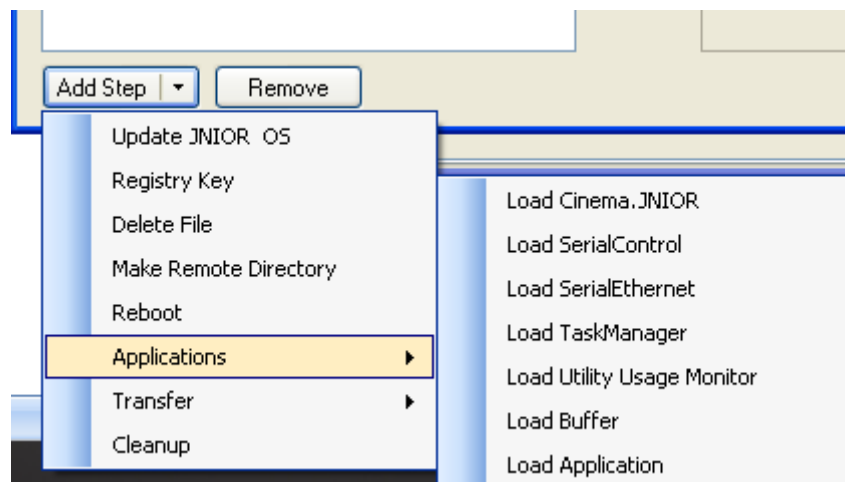 Add Step
Remove
Update JNIOR OS
Registry Key
Delete File
Make Remote Directory
Reboot
Applications
Transfer
Cleanup
Load Cinema.JNIOR
Load SerialControl
Load SerialEthernet
Load TaskManager
Load Utility Usage Monitor
Load Buffer
Load Application